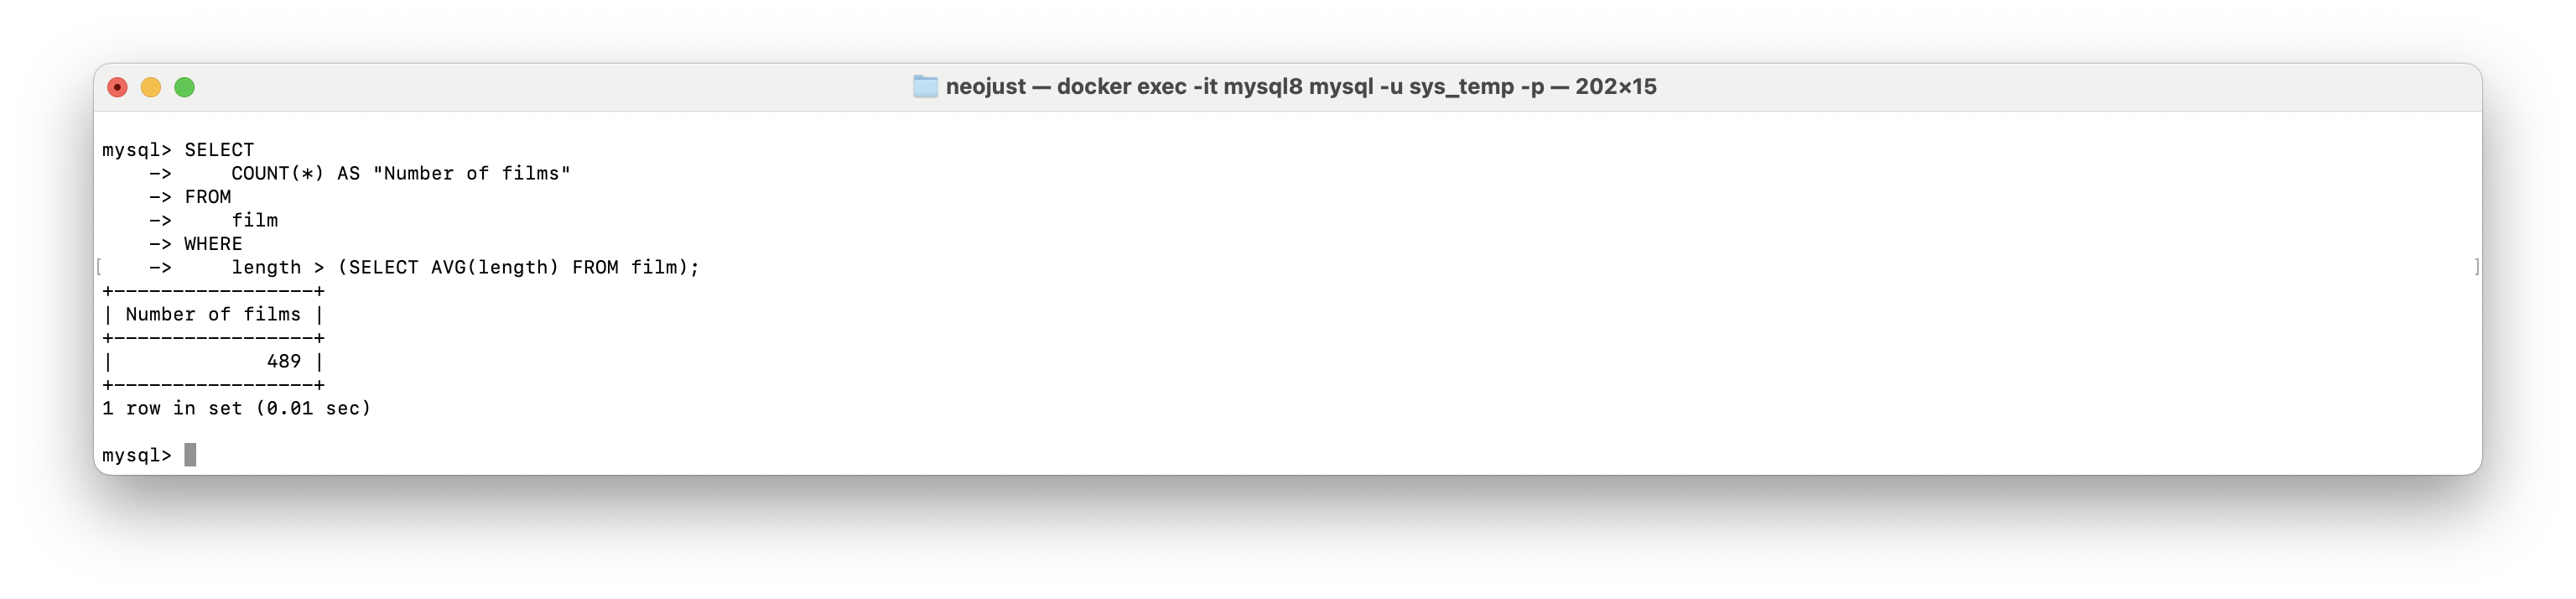 neojust — docker exec -it mysql8 mysql -u sys_temp -p — 202×15
mysql> SELECT
    ->     COUNT(*) AS "Number of films"
    -> FROM
    ->     film
    -> WHERE
[    ->     length > (SELECT AVG(length) FROM film);                                                                                                                                                       ]
+-----------------+
| Number of films |
+-----------------+
|             489 |
+-----------------+
1 row in set (0.01 sec)
mysql>